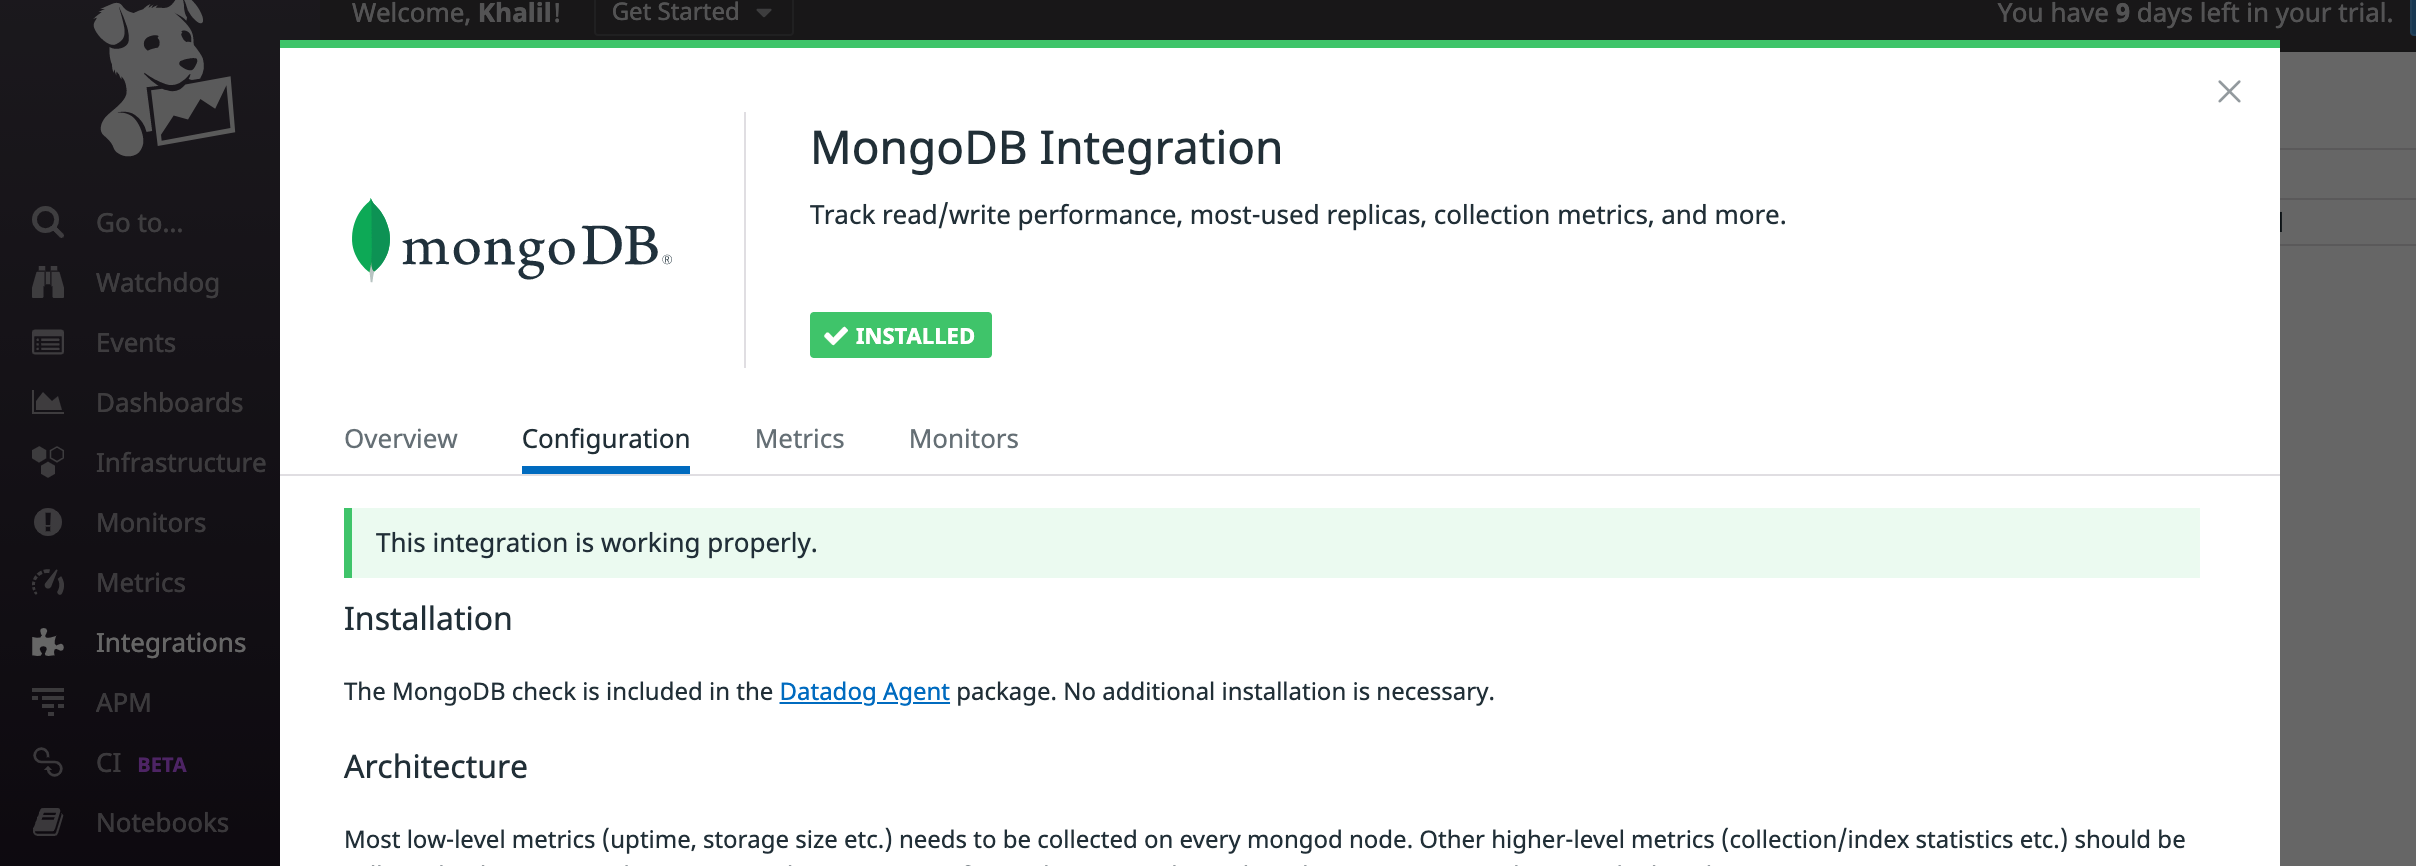 Welcome, Khalil!
Get Started
You have 9 days left in your trial.
Go to...
Watchdog
Events
Dashboards
Infrastructure
Monitors
Metrics
Integrations
APM
CI BETA
Notebooks
mongoDB®
MongoDB Integration
Track read/write performance, most-used replicas, collection metrics, and more.
INSTALLED
Overview Configuration Metrics Monitors
This integration is working properly.
Installation
The MongoDB check is included in the Datadog Agent package. No additional installation is necessary.
Architecture
Most low-level metrics (uptime, storage size etc.) needs to be collected on every mongod node. Other higher-level metrics (collection/index statistics etc.) should be